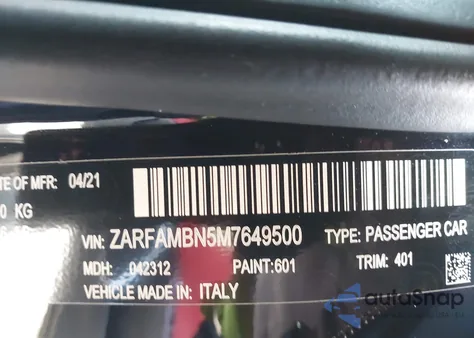 TE OF MFR: 04/21
0 KG
VIN: ZARFAMBN5M7649500 TYPE: PASSENGER CAR
MDH: 042312 PAINT:601 TRIM: 401
VEHICLE MADE IN: ITALY
autoSnap